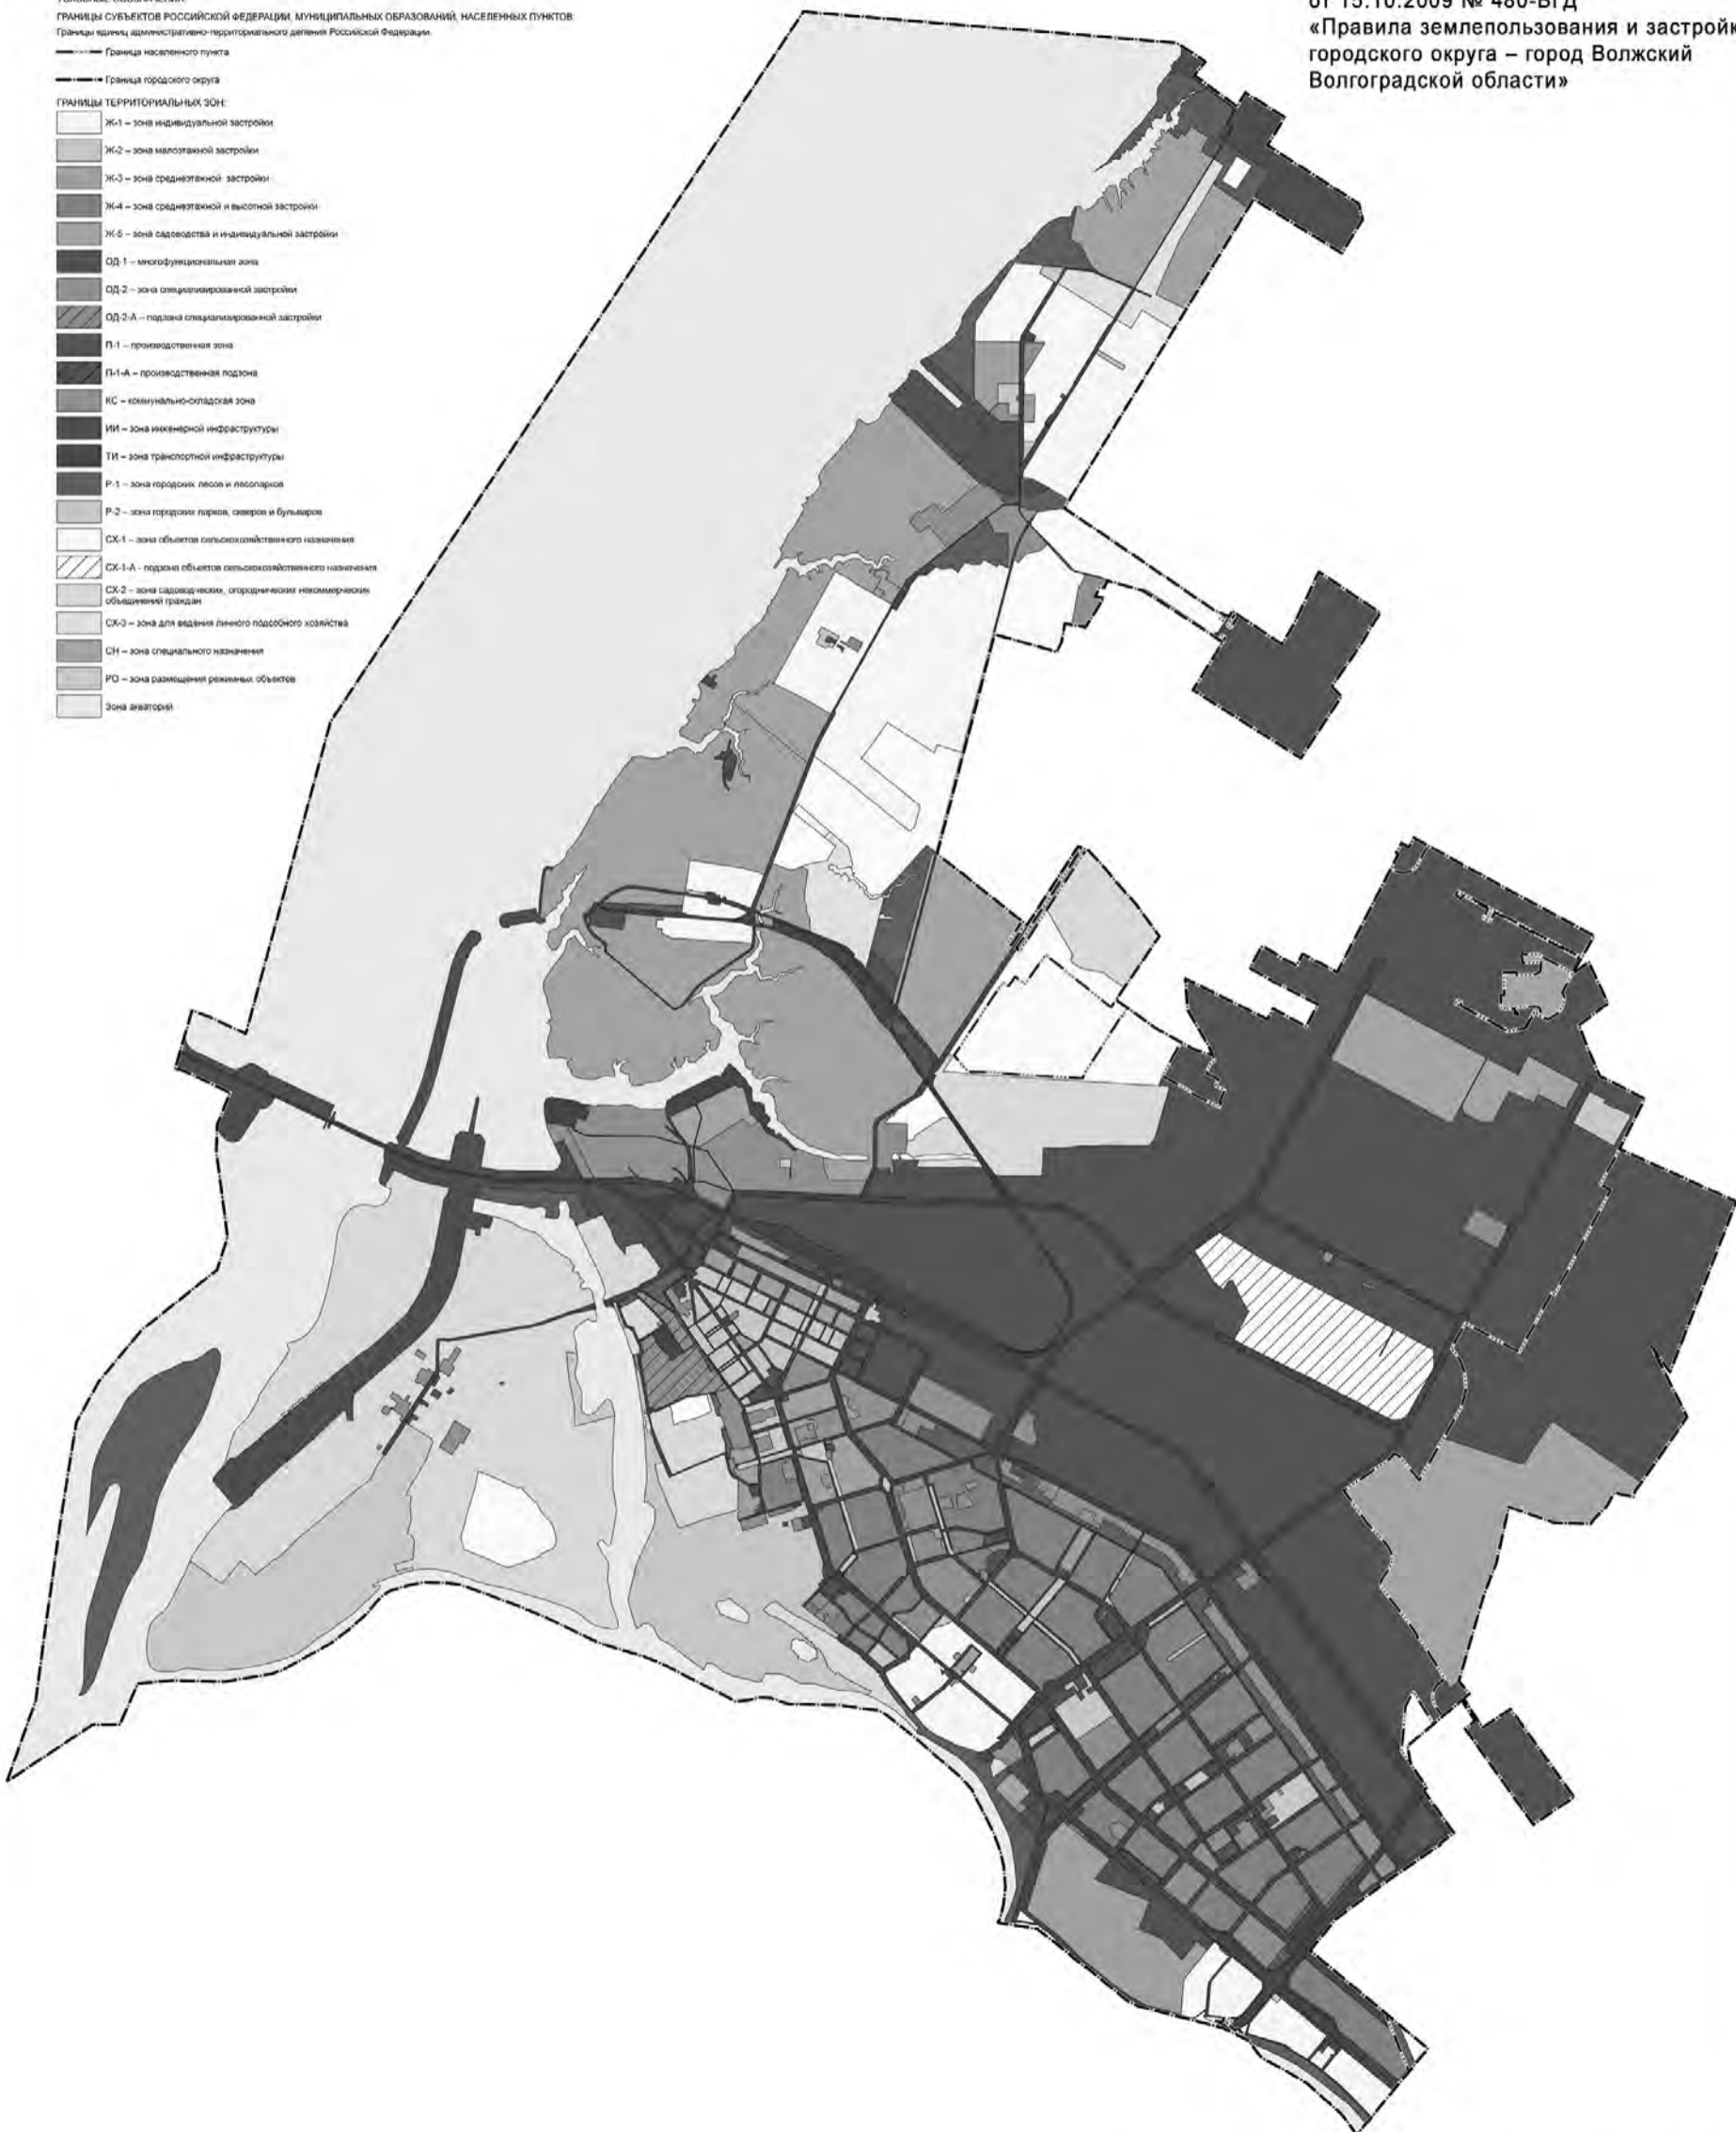 ГРАНИЦЫ СУБЪЕКТОВ РОССИЙСКОЙ ФЕДЕРАЦИИ, МУНИЦИПАЛЬНЫХ ОБРАЗОВАНИЙ, НАСЕЛЕННЫХ ПУНКТОВ:
Границы единиц административно-территориального деления Российской Федерации:
Граница населенного пункта
Граница городского округа
ГРАНИЦЫ ТЕРРИТОРИАЛЬНЫХ ЗОН:
Ж-1 – зона индивидуальной застройки
Ж-2 – зона малоэтажной застройки
Ж-3 – зона среднеэтажной застройки
Ж-4 – зона среднеэтажной и высотной застройки
Ж-5 – зона садоводства и индивидуальной застройки
ОД-1 – многофункциональная зона
ОД-2 – зона специализированной застройки
ОД-2-А – подзона специализированной застройки
П-1 – производственная зона
П-1-А – производственная подзона
КС – коммунально-складская зона
ИИ – зона инженерной инфраструктуры
ТИ – зона транспортной инфраструктуры
Р-1 – зона городских лесов и лесопарков
Р-2 – зона городских парков, скверов и бульваров
СХ-1 – зона объектов сельскохозяйственного назначения
СХ-1-А - подзона объектов сельскохозяйственного назначения
СХ-2 – зона садоводческих, огороднических некоммерческих
объединений граждан
СХ-3 – зона для ведения личного подсобного хозяйства
СН – зона специального назначения
РО – зона размещения режимных объектов
Зона акваторий
от 15.10.2009 № 480-ВГД
«Правила землепользования и застройк
городского округа – город Волжский
Волгоградской области»